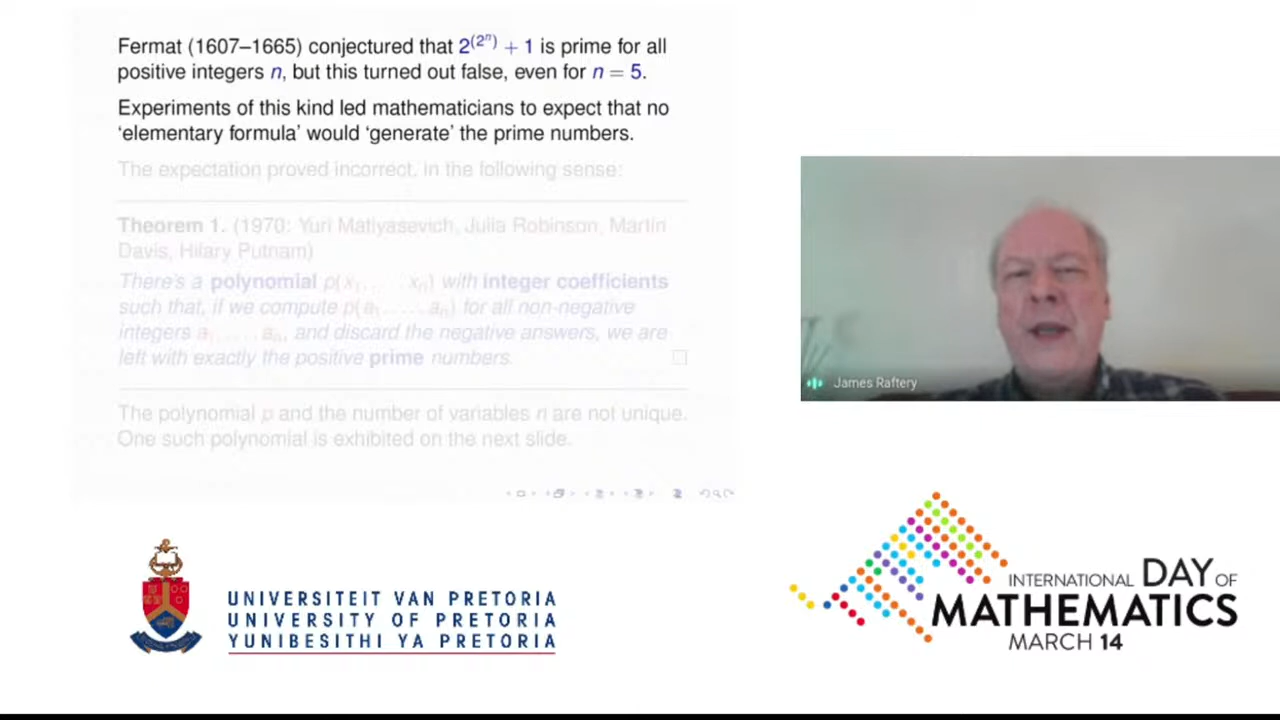 Fermat (1607–1665) conjectured that 2^(2^n) + 1 is prime for all
positive integers n, but this turned out false, even for n = 5.
Experiments of this kind led mathematicians to expect that no
‘elementary formula’ would ‘generate’ the prime numbers.
The expectation proved incorrect, in the following sense:
Theorem 1. (1970: Yuri Matiyasevich, Julia Robinson, Martin
Davis, Hilary Putnam)
There's a polynomial p(x₁, . . . , xₙ) with integer coefficients
such that, if we compute p(a₁, . . . , aₙ) for all non-negative
integers a₁, . . . , aₙ, and discard the negative answers, we are
left with exactly the positive prime numbers.
The polynomial p and the number of variables n are not unique.
One such polynomial is exhibited on the next slide.
James Raftery
UNIVERSITEIT VAN PRETORIA
UNIVERSITY OF PRETORIA
YUNIBESITHI YA PRETORIA
INTERNATIONAL DAY OF
MATHEMATICS
MARCH 14